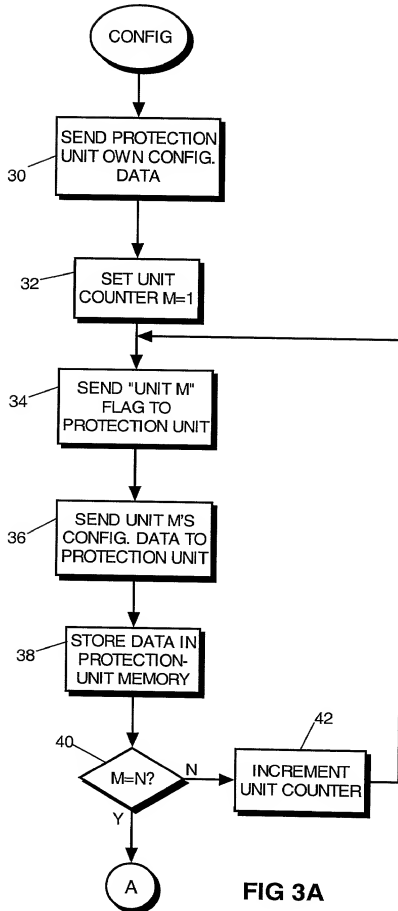 CONFIG
SEND PROTECTION
UNIT OWN CONFIG.
DATA
30
SET UNIT
COUNTER M=1
32
SEND "UNIT M"
FLAG TO
PROTECTION UNIT
34
SEND UNIT M'S
CONFIG. DATA TO
PROTECTION UNIT
36
STORE DATA IN
PROTECTION-
UNIT MEMORY
38
40
M=N?
N
Y
42
INCREMENT
UNIT COUNTER
A
FIG 3A